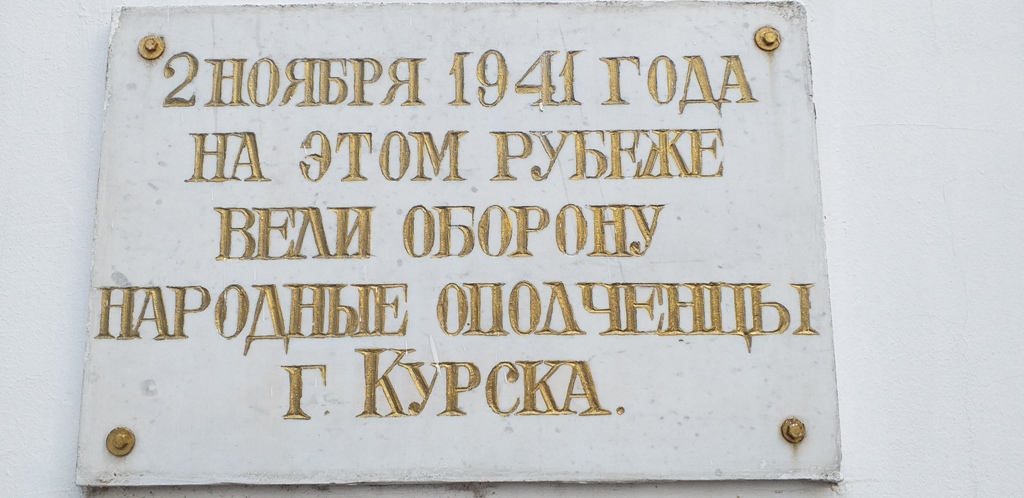 2 НОЯБРЯ 1941 ГОДА
НА ЭТОМ РУБЕЖЕ
ВЕЛИ ОБОРОНУ
НАРОДНЫЕ ОПОЛЧЕНЦЫ
г. КУРСКА.